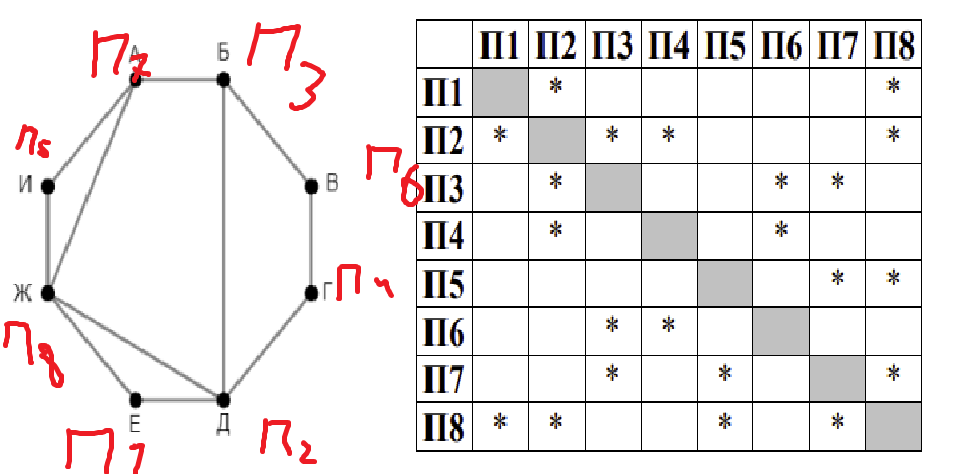 А Б
П7 П3
И П5
В П6
Ж П8
Г П4
Е П1
Д П2
П1 П2 П3 П4 П5 П6 П7 П8
П1 * *
П2 * * * *
П3 * * *
П4 * *
П5 * *
П6 * *
П7 * * *
П8 * * * *